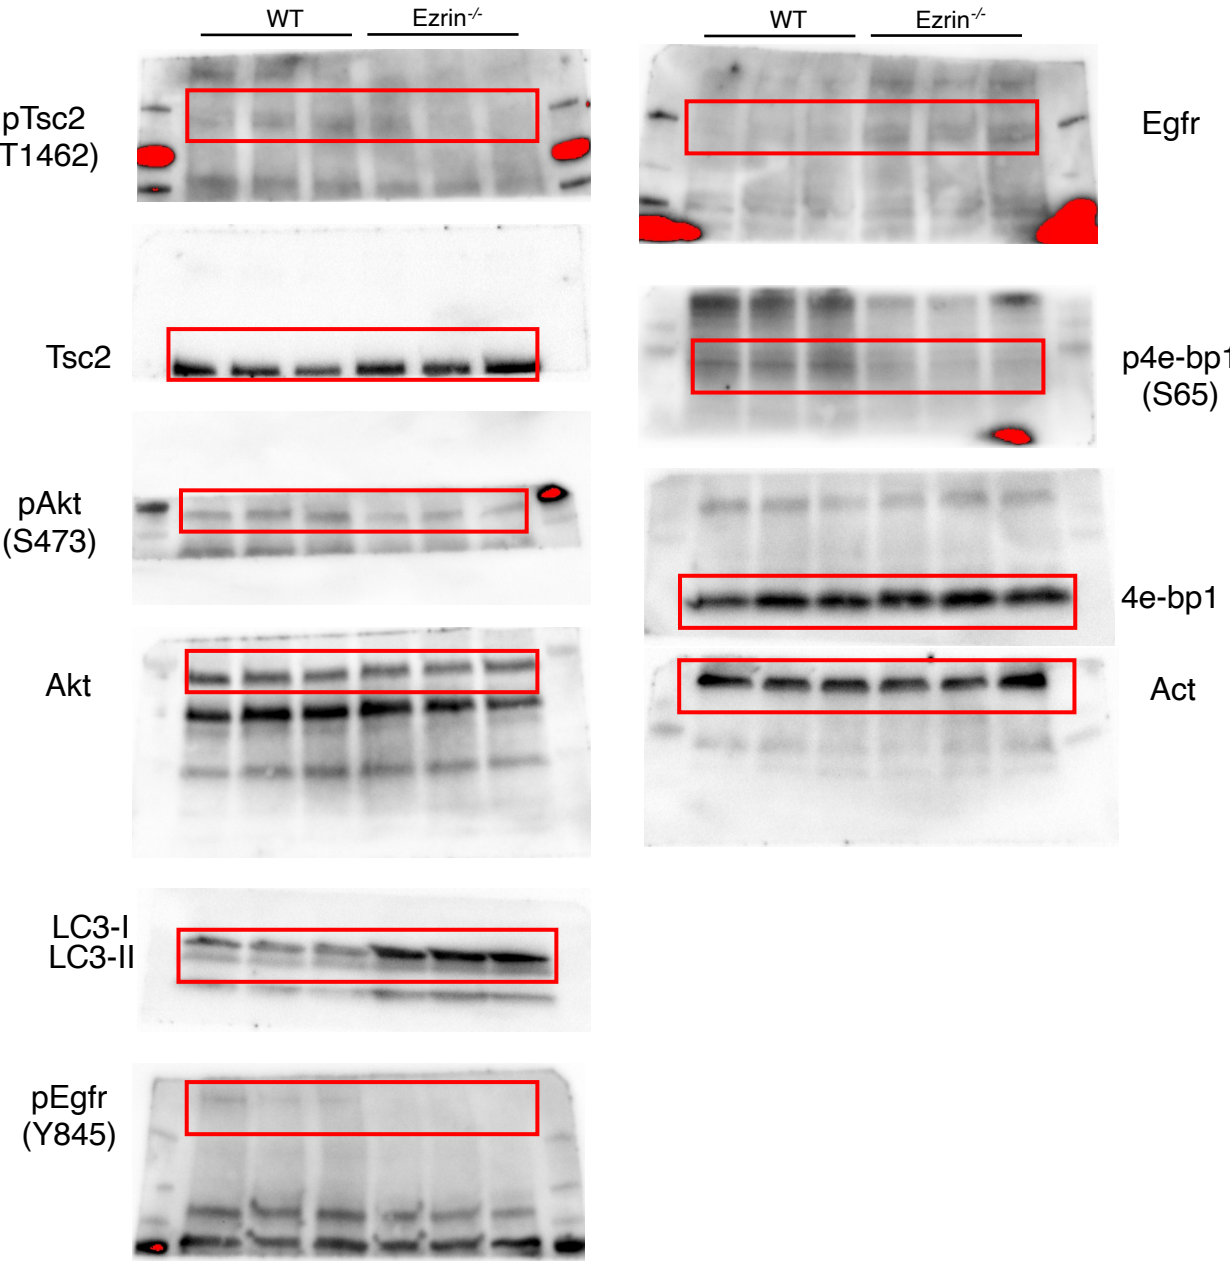 WT Ezrin-/-
pTsc2
T1462)
Tsc2
pAkt
(S473)
Akt
LC3-I
LC3-II
pEgfr
(Y845)
WT Ezrin-/-
Egfr
p4e-bp1
(S65)
4e-bp1
Act